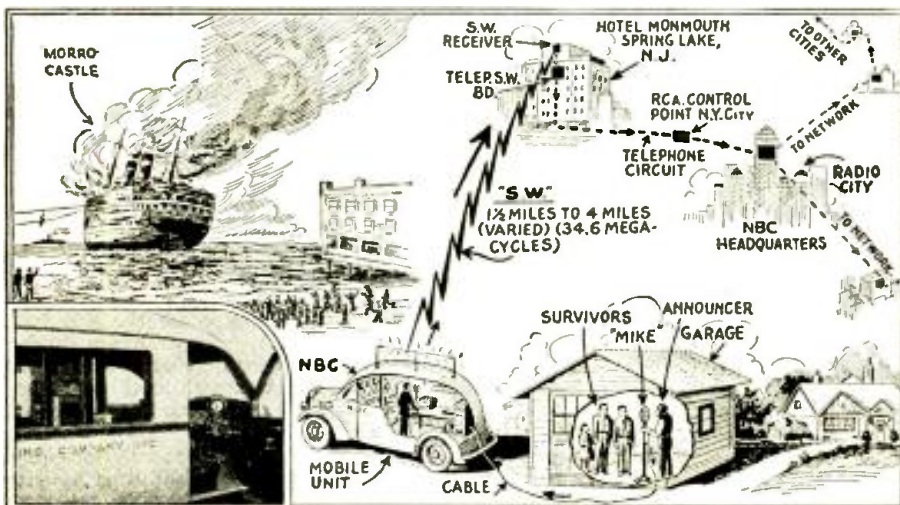 MORRO-
CASTLE
S.W.
RECEIVER
HOTEL MONMOUTH
SPRING LAKE,
N.J.
TELEP. S.W.
BD.
TO OTHER
CITIES
RCA. CONTROL
POINT N.Y. CITY
TELEPHONE
CIRCUIT
TO NETWORK
RADIO
CITY
NBC
HEADQUARTERS
TO NETWORK
"SW"
1½ MILES TO 4 MILES
(VARIED) (34.6 MEGA-
CYCLES)
SURVIVORS
"MIKE"
ANNOUNCER
GARAGE
NBC
MOBILE
UNIT
CABLE
COMPANY